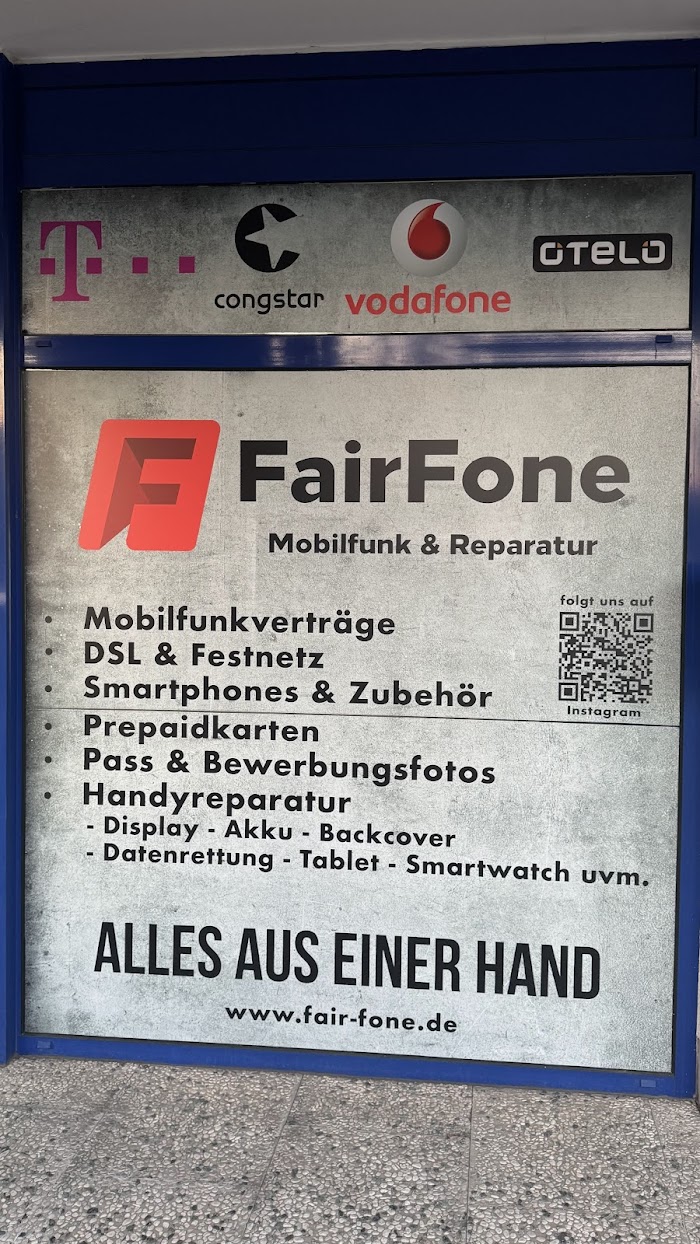 T
congstar
vodafone
OTELO
F
FairFone
Mobilfunk & Reparatur
folgt uns auf
Instagram
• Mobilfunkverträge
• DSL & Festnetz
• Smartphones & Zubehör
• Prepaidkarten
• Pass & Bewerbungsfotos
• Handyreparatur
- Display - Akku - Backcover
- Datenrettung - Tablet - Smartwatch uvm.
ALLES AUS EINER HAND
www.fair-fone.de